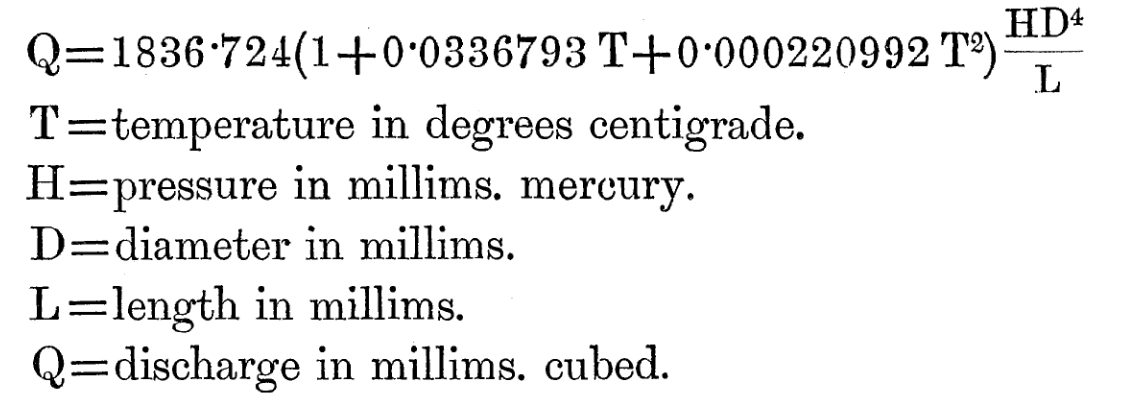 Q=1836·724(1+0·0336793 T+0·000220992 T²) HD⁴/L
T=temperature in degrees centigrade.
H=pressure in millims. mercury.
D=diameter in millims.
L=length in millims.
Q=discharge in millims. cubed.